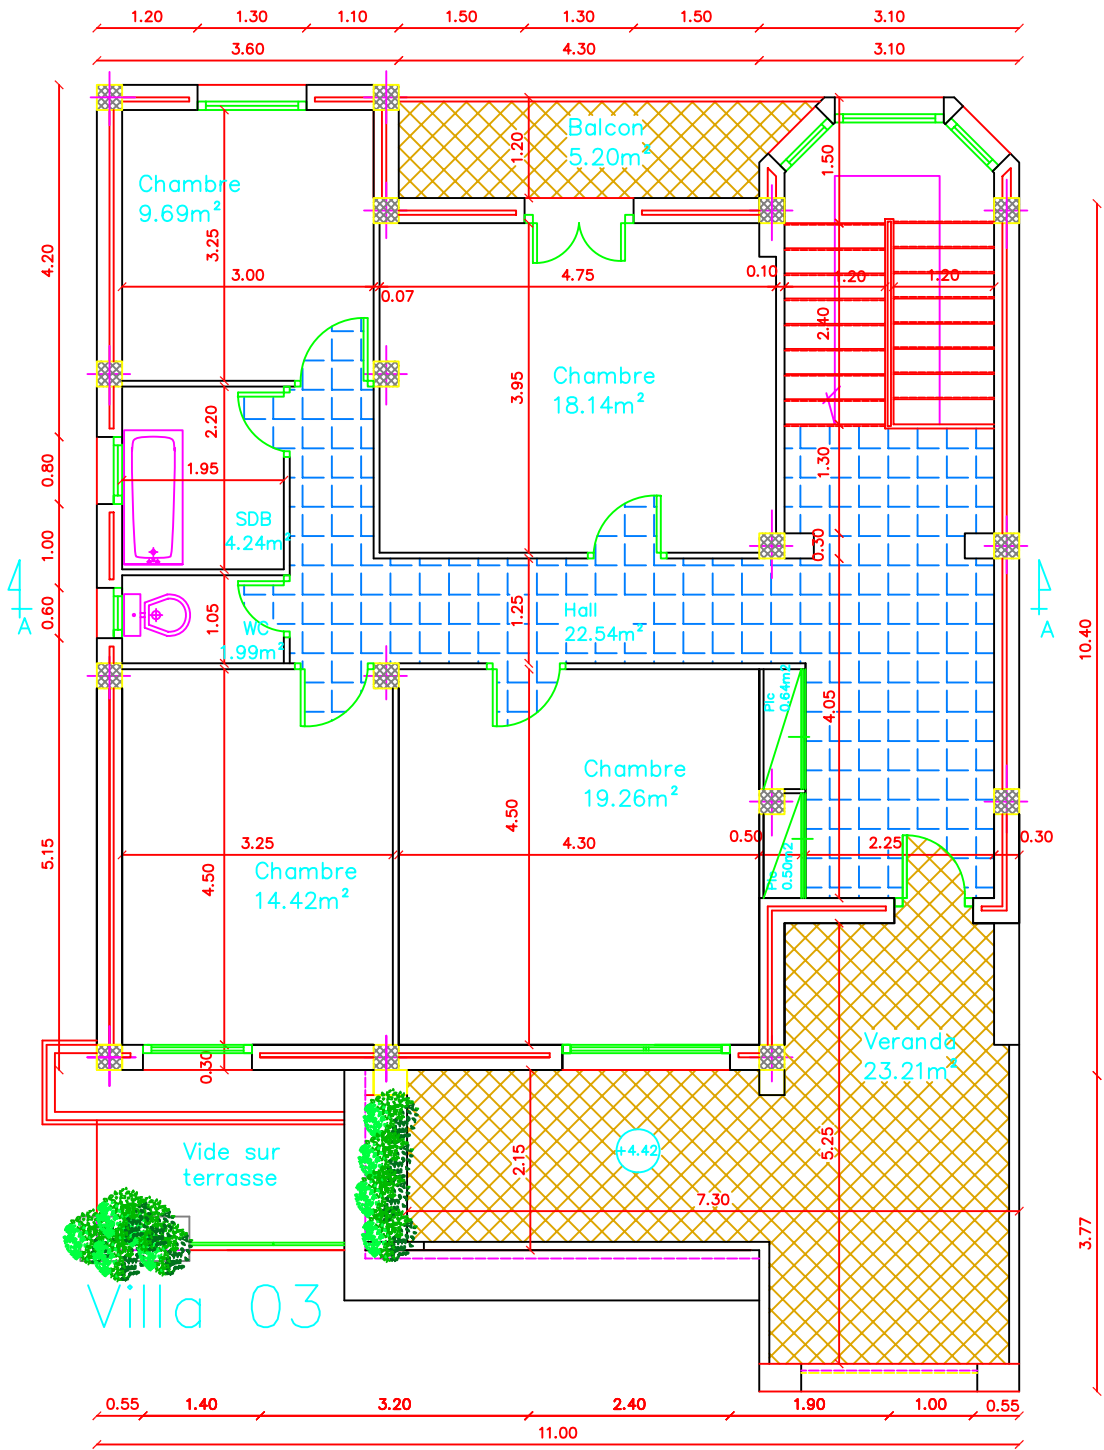 1.20
1.30
1.10
1.50
1.30
1.50
3.10
3.60
4.30
3.10
Balcon
5.20m²
1.20
1.50
Chambre
9.69m²
3.25
4.20
3.00
0.07
4.75
0.10
1.20
1.20
2.40
Chambre
18.14m²
3.95
2.20
1.95
0.80
1.30
SDB
4.24m²
1.00
0.30
0.60
1.05
WC
1.99m²
1.25
Hall
22.54m²
A
A
10.40
Plc
0.64m2
4.05
Chambre
19.26m²
4.50
0.50
2.25
0.30
3.25
4.30
5.15
4.50
Chambre
14.42m²
Plc
0.50m2
Veranda
23.21m²
0.30
Vide sur
terrasse
2.15
+4.42
5.25
7.30
3.77
Villa 03
0.55
1.40
3.20
2.40
1.90
1.00
0.55
11.00